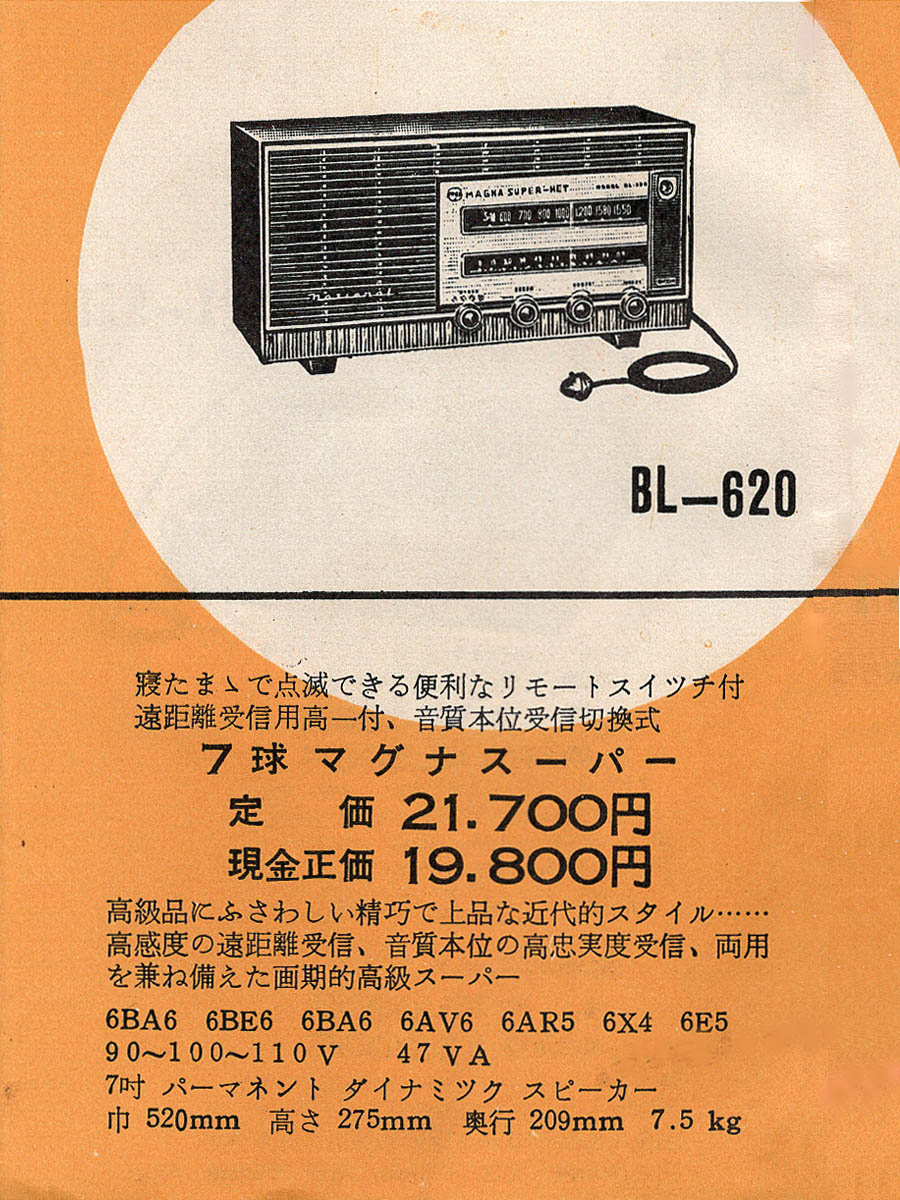 MAGNA SUPER-HET
national
BL-620
寝たまゝで点滅できる便利なリモートスイツチ付
遠距離受信用高一付、音質本位受信切換式
7球 マグナスーパー
定 価 21.700円
現金正価 19.800円
高級品にふさわしい精巧で上品な近代的スタイル……
高感度の遠距離受信、音質本位の高忠実度受信、両用
を兼ね備えた画期的高級スーパー
6BA6 6BE6 6BA6 6AV6 6AR5 6X4 6E5
90～100～110V 47VA
7吋 パーマネント ダイナミツク スピーカー
巾 520mm 高さ 275mm 奥行 209mm 7.5 kg